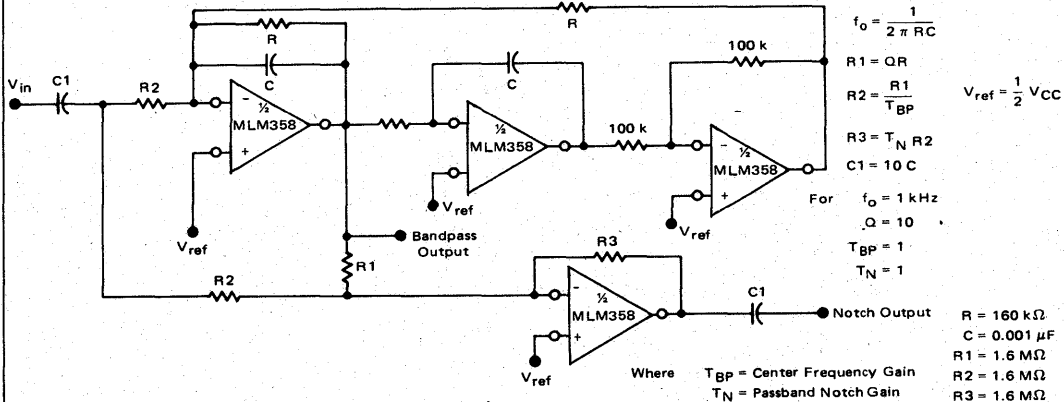 R
R
C
Vin
C1
R2
−
½
MLM358
+
Vref
C
−
½
MLM358
+
Vref
100 k
100 k
−
½
MLM358
+
Vref
Bandpass
Output
R1
R2
R3
−
½
MLM358
+
Vref
C1
Notch Output
fo = 1 / 2 π RC
R1 = QR
R2 = R1 / TBP
R3 = TN R2
C1 = 10 C
Vref = 1/2 VCC
For fo = 1 kHz
Q = 10
TBP = 1
TN = 1
R = 160 kΩ
C = 0.001 μF
R1 = 1.6 MΩ
R2 = 1.6 MΩ
R3 = 1.6 MΩ
Where TBP = Center Frequency Gain
TN = Passband Notch Gain